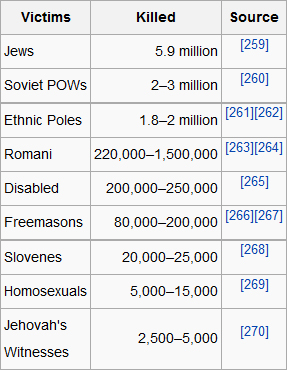 Victims Killed Source
Jews 5.9 million [259]
Soviet POWs 2–3 million [260]
Ethnic Poles 1.8–2 million [261][262]
Romani 220,000–1,500,000 [263][264]
Disabled 200,000–250,000 [265]
Freemasons 80,000–200,000 [266][267]
Slovenes 20,000–25,000 [268]
Homosexuals 5,000–15,000 [269]
Jehovah's
Witnesses 2,500–5,000 [270]